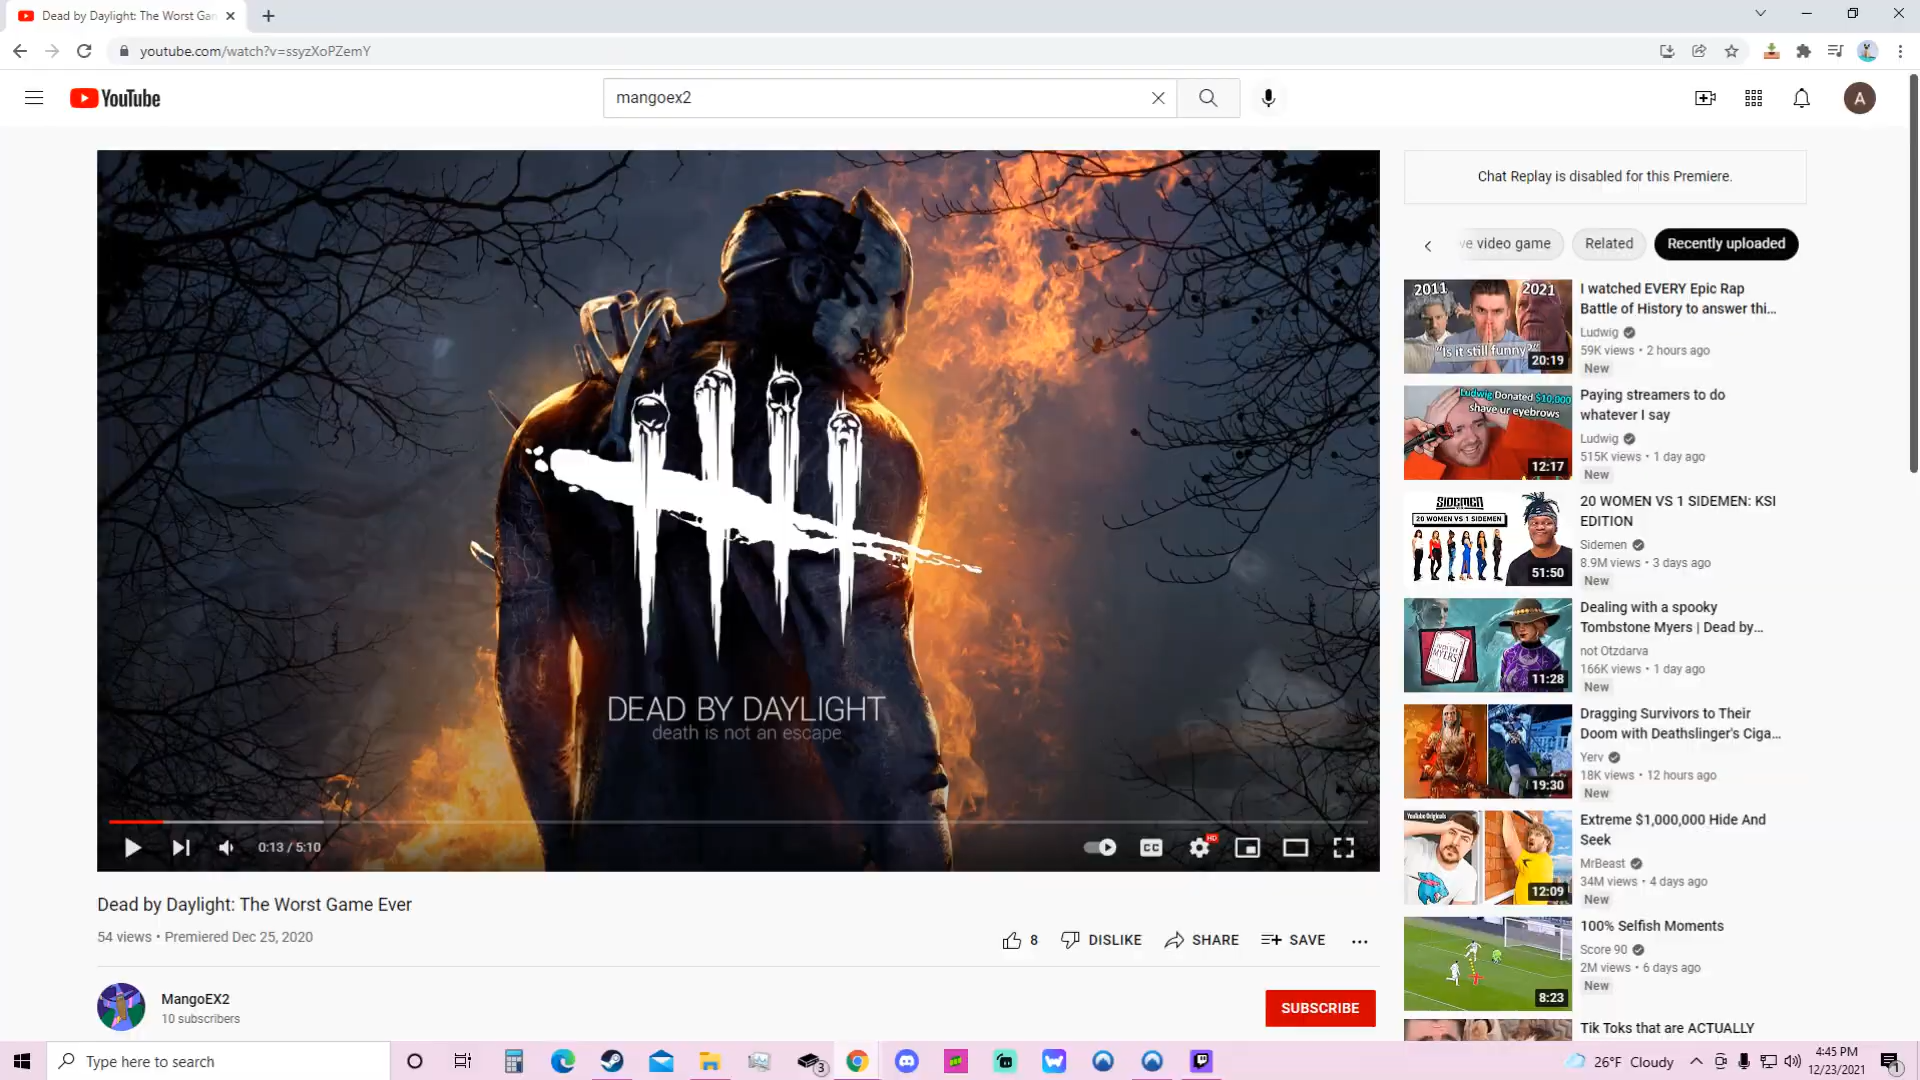 Dead by Daylight: The Worst Gam
youtube.com/watch?v=ssyzXoPZemY
YouTube
mangoex2
A
DEAD BY DAYLIGHT
death is not an escape
0:13 / 5:10
CC
HD
Dead by Daylight: The Worst Game Ever
54 views • Premiered Dec 25, 2020
8 DISLIKE SHARE SAVE
MangoEX2
10 subscribers
SUBSCRIBE
Chat Replay is disabled for this Premiere.
ve video game Related Recently uploaded
2011 2021
"Is it still funny?"
20:19
I watched EVERY Epic Rap
Battle of History to answer thi...
Ludwig
59K views • 2 hours ago
New
Ludwig Donated $10,000
shave ur eyebrows
12:17
Paying streamers to do
whatever I say
Ludwig
515K views • 1 day ago
New
SIDEMEN
20 WOMEN VS 1 SIDEMEN
51:50
20 WOMEN VS 1 SIDEMEN: KSI
EDITION
Sidemen
8.9M views • 3 days ago
New
MYERS
11:28
Dealing with a spooky
Tombstone Myers | Dead by...
not Otzdarva
166K views • 1 day ago
New
19:30
Dragging Survivors to Their
Doom with Deathslinger's Ciga...
Yerv
18K views • 12 hours ago
New
YouTube Originals
12:09
Extreme $1,000,000 Hide And
Seek
MrBeast
34M views • 4 days ago
New
8:23
100% Selfish Moments
Score 90
2M views • 6 days ago
New
Tik Toks that are ACTUALLY
Type here to search
3
26°F Cloudy
4:45 PM
12/23/2021
1